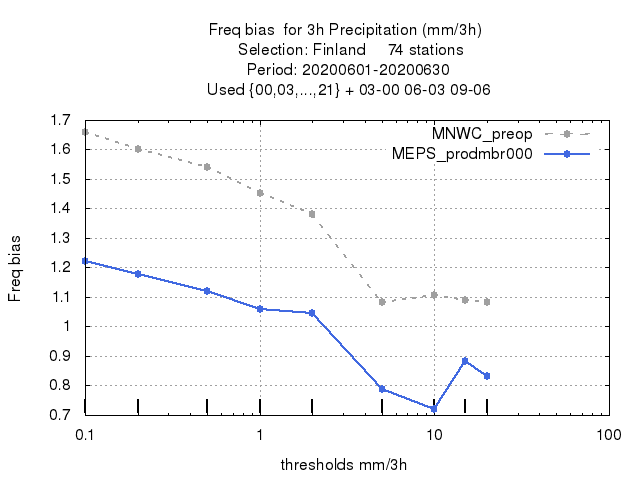 Freq bias  for 3h Precipitation (mm/3h)
Selection: Finland     74 stations
Period: 20200601-20200630
Used {00,03,...,21} + 03-00 06-03 09-06
MNWC_preop
MEPS_prodmbr000
Freq bias
1.7
1.6
1.5
1.4
1.3
1.2
1.1
1
0.9
0.8
0.7
0.1 1 10 100
thresholds mm/3h